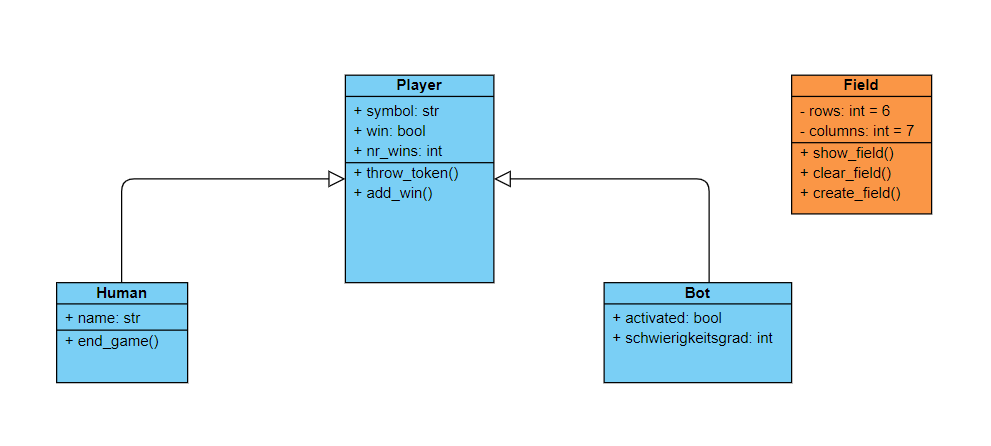 Player
+ symbol: str
+ win: bool
+ nr_wins: int
+ throw_token()
+ add_win()
Field
- rows: int = 6
- columns: int = 7
+ show_field()
+ clear_field()
+ create_field()
Human
+ name: str
+ end_game()
Bot
+ activated: bool
+ schwierigkeitsgrad: int